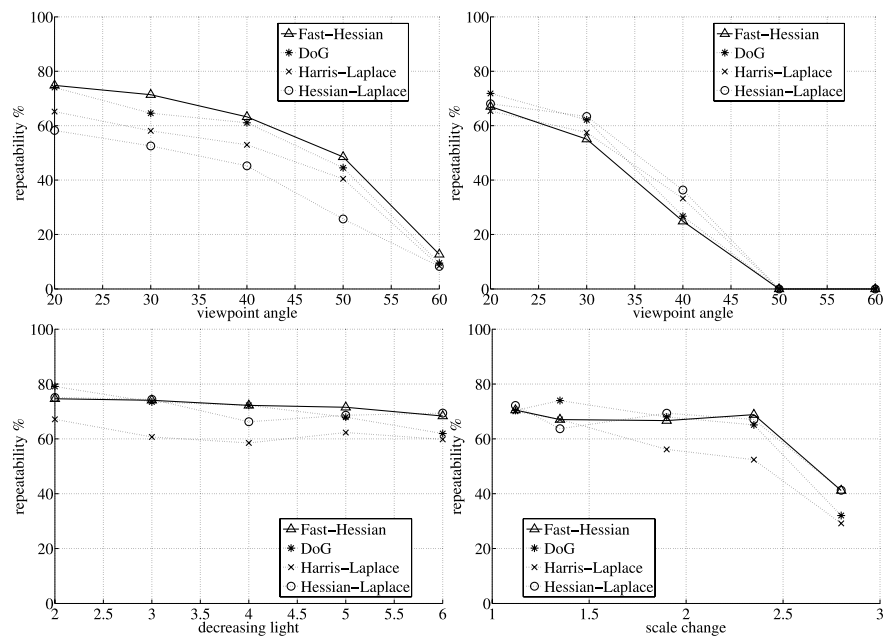 repeatability %
100
80
60
40
20
0
Fast−Hessian
DoG
Harris−Laplace
Hessian−Laplace
20 25 30 35 40 45 50 55 60
viewpoint angle
repeatability %
100
80
60
40
20
0
Fast−Hessian
DoG
Harris−Laplace
Hessian−Laplace
20 25 30 35 40 45 50 55 60
viewpoint angle
repeatability %
100
80
60
40
20
0
Fast−Hessian
DoG
Harris−Laplace
Hessian−Laplace
2 2.5 3 3.5 4 4.5 5 5.5 6
decreasing light
repeatability %
100
80
60
40
20
0
Fast−Hessian
DoG
Harris−Laplace
Hessian−Laplace
1 1.5 2 2.5 3
scale change